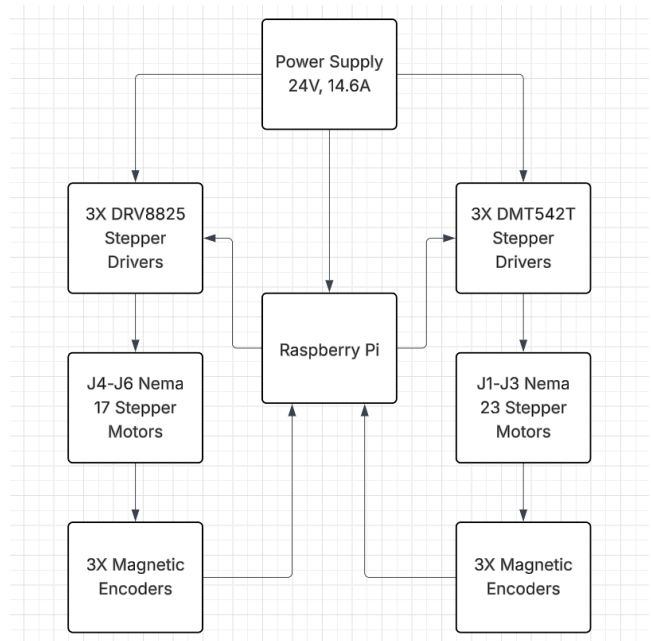 Power Supply
24V, 14.6A
3X DRV8825
Stepper
Drivers
3X DMT542T
Stepper
Drivers
Raspberry Pi
J4-J6 Nema
17 Stepper
Motors
J1-J3 Nema
23 Stepper
Motors
3X Magnetic
Encoders
3X Magnetic
Encoders